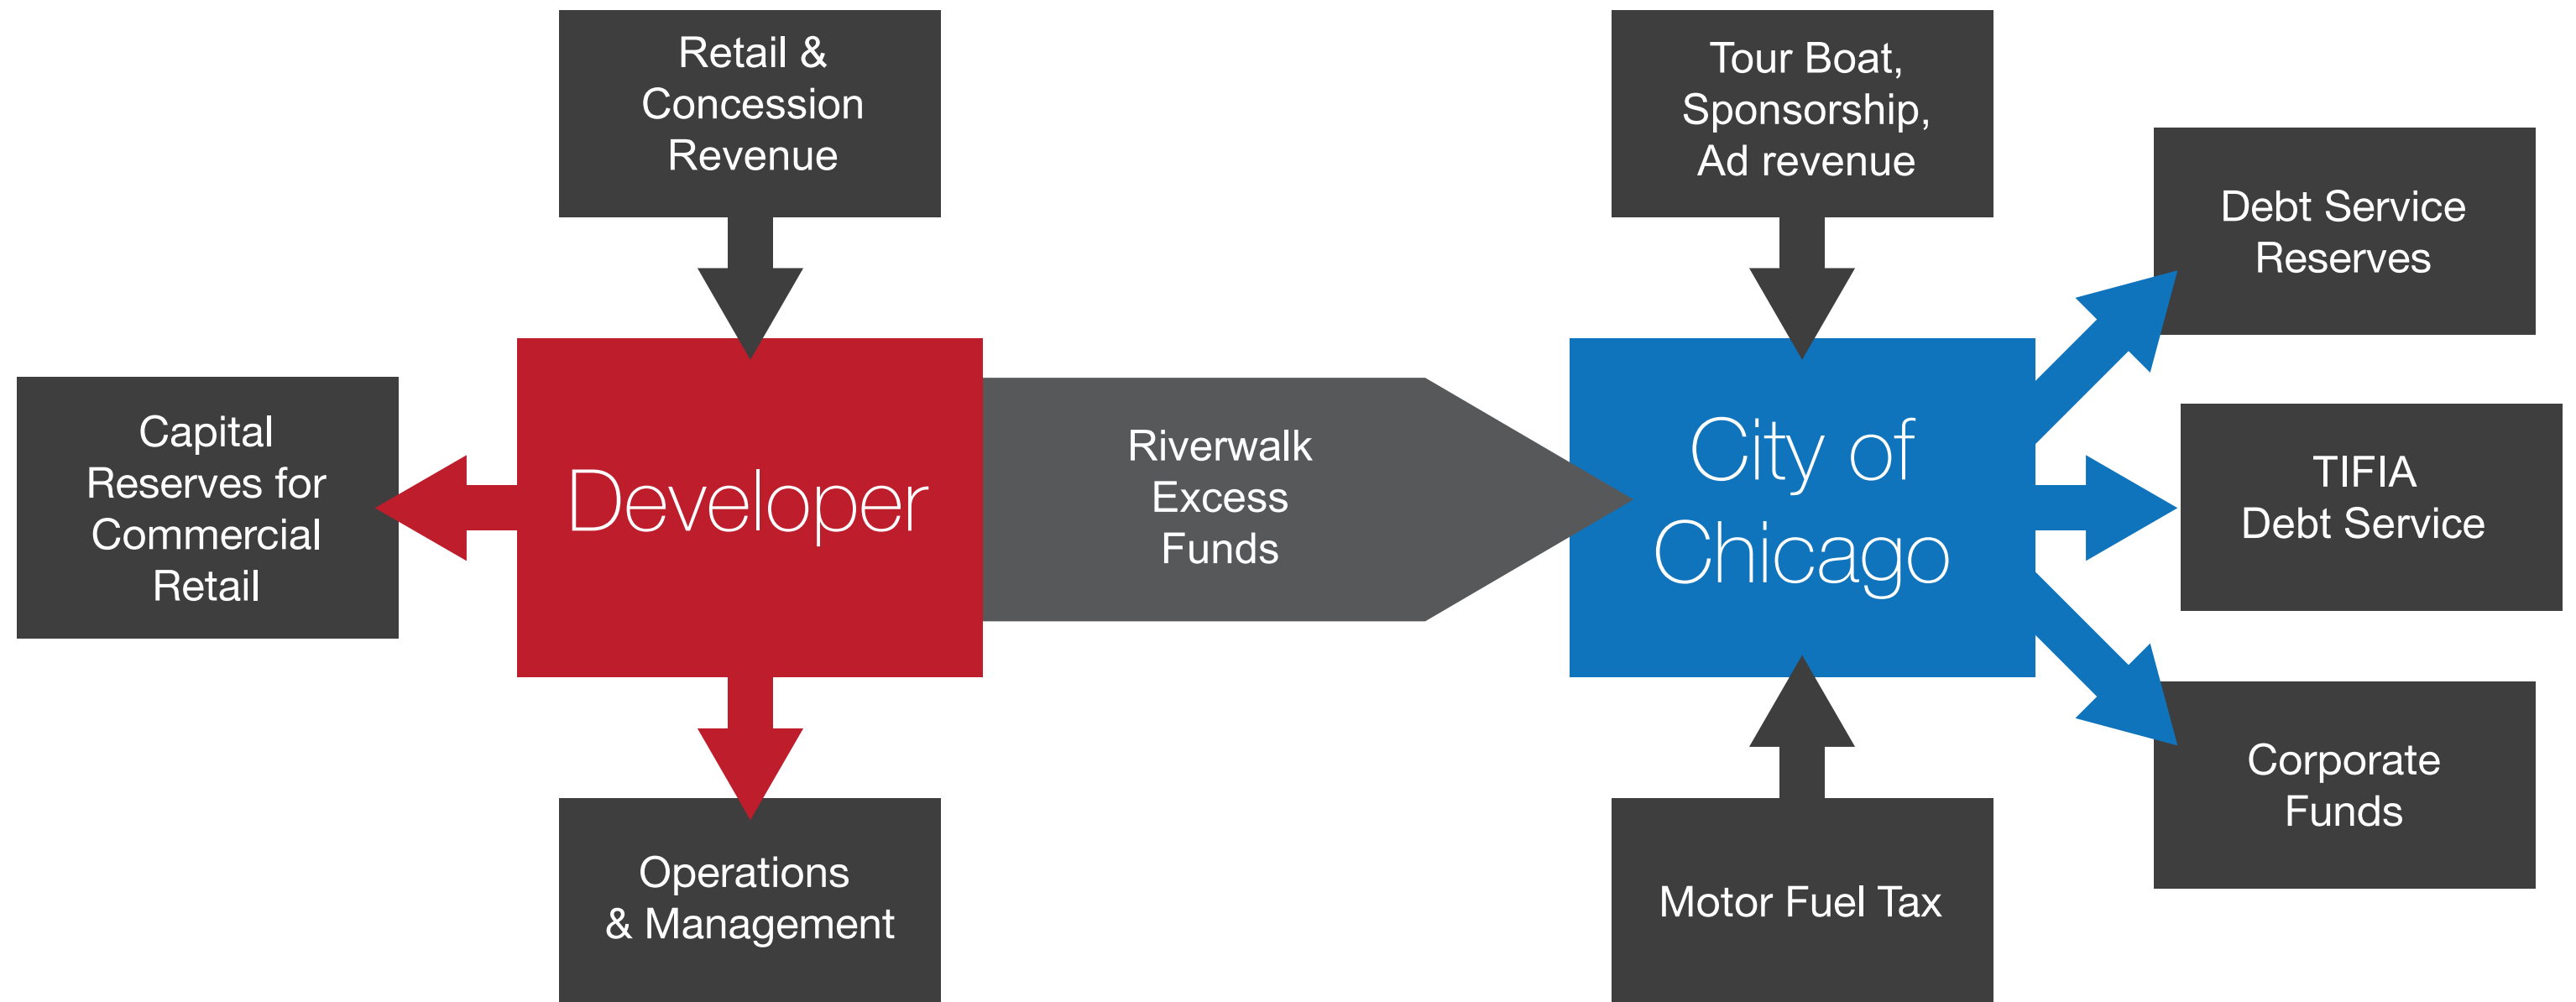 Retail &
Concession
Revenue
Tour Boat,
Sponsorship,
Ad revenue
Debt Service
Reserves
Capital
Reserves for
Commercial
Retail
Developer
Riverwalk
Excess
Funds
City of
Chicago
TIFIA
Debt Service
Corporate
Funds
Operations
& Management
Motor Fuel Tax